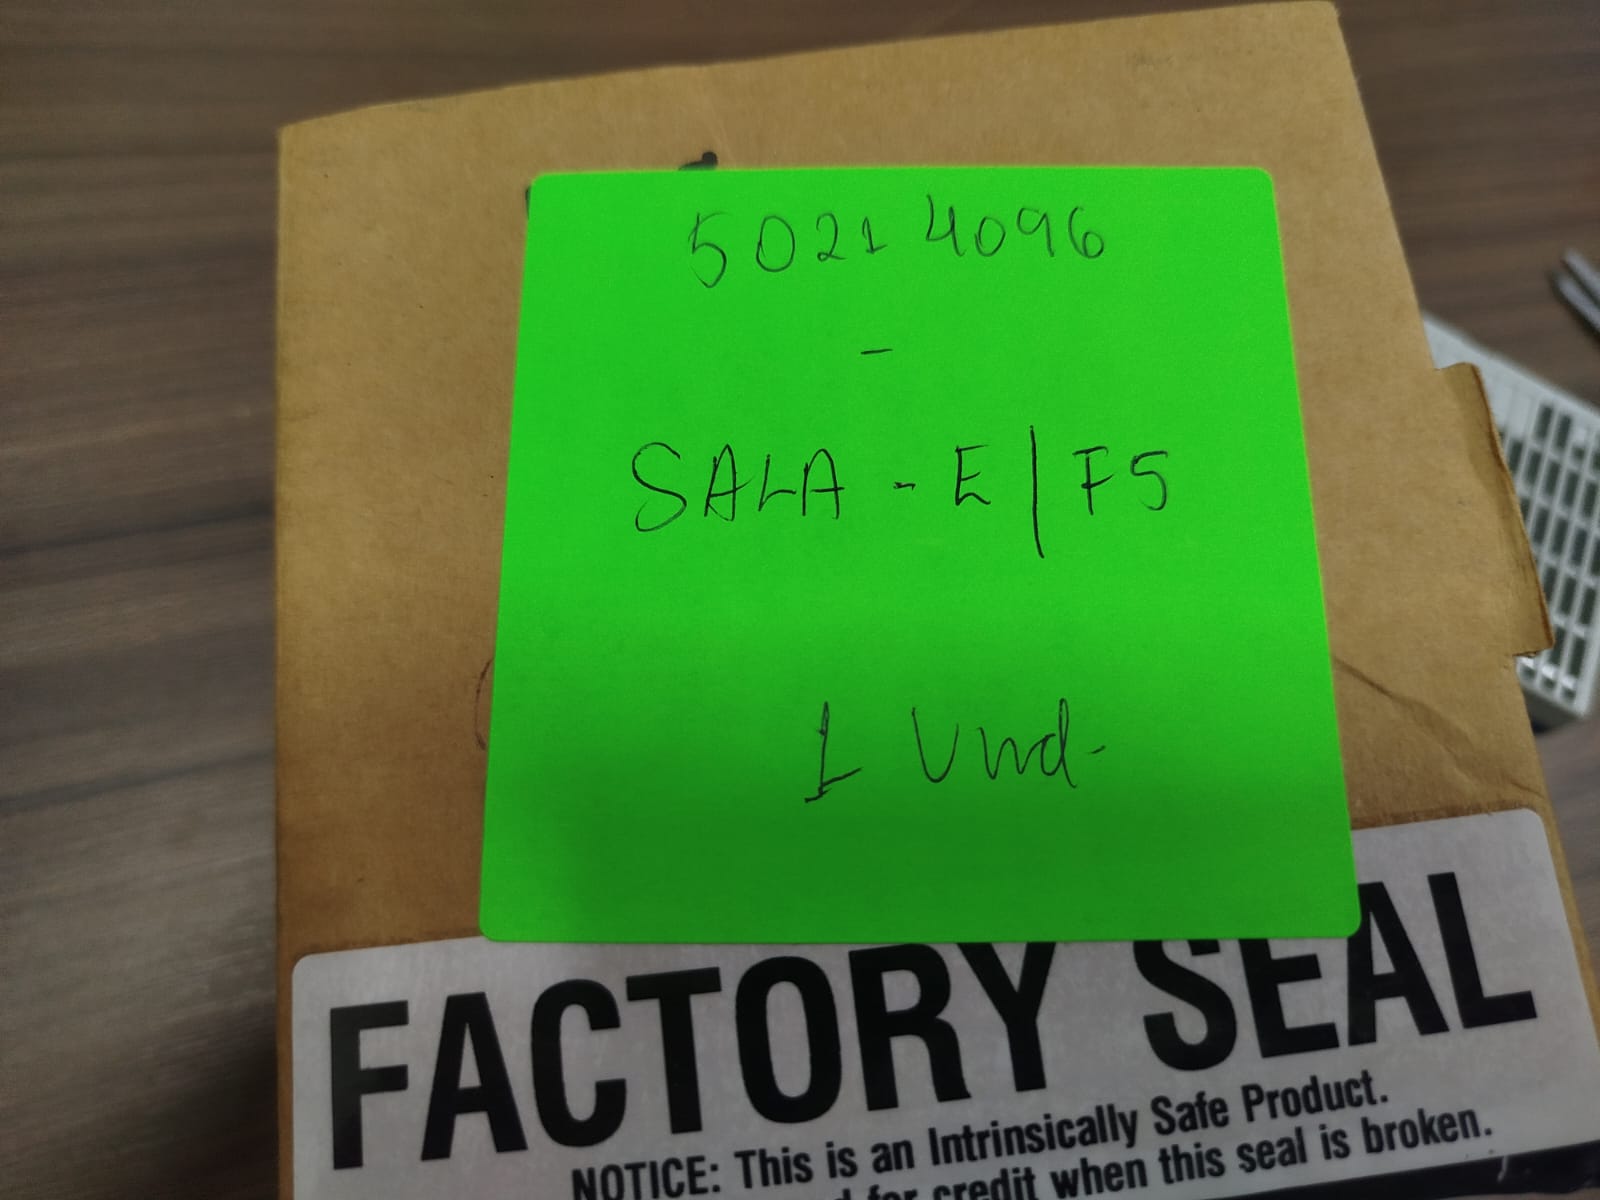 50214096
-
SALA - E/F5
1 Und.
FACTORY SEAL
NOTICE: This is an Intrinsically Safe Product.
for credit when this seal is broken.